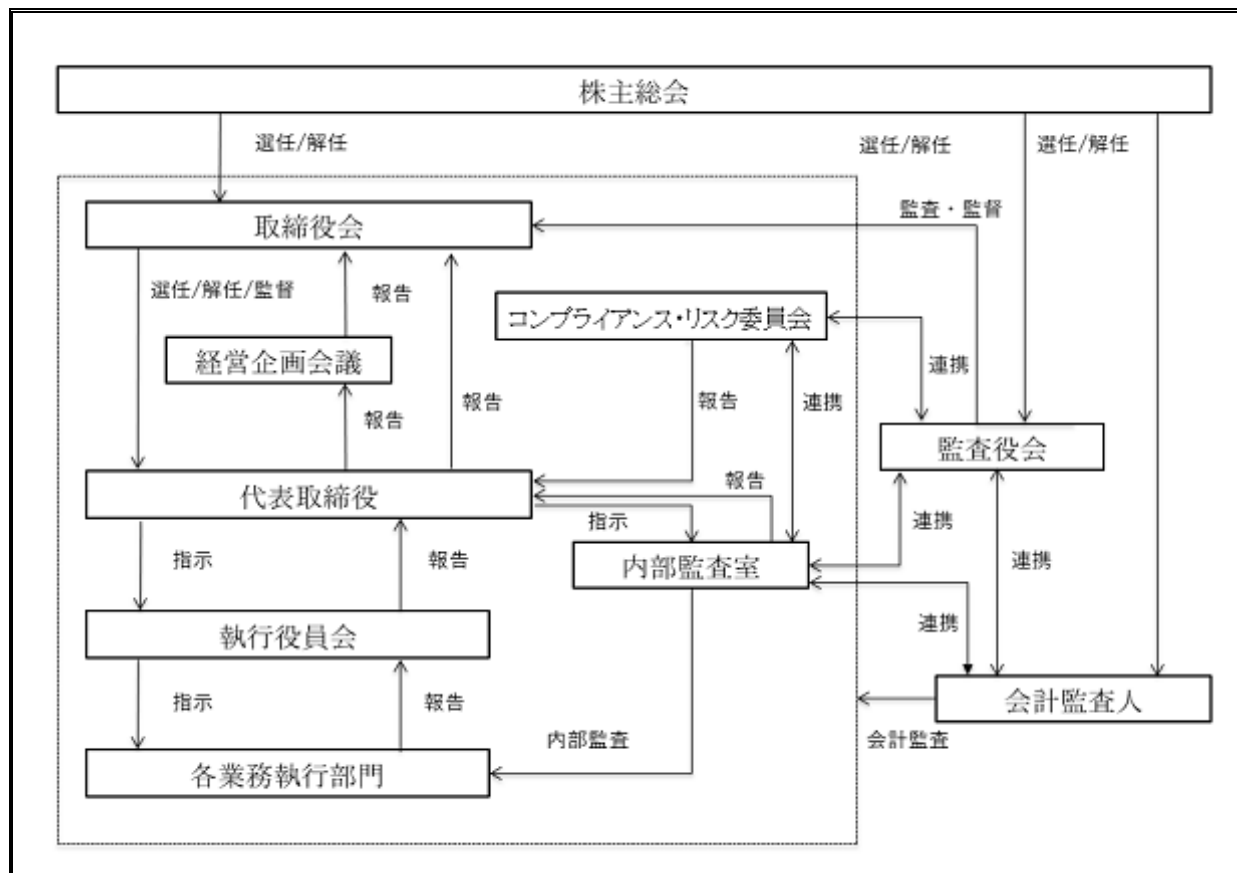 株主総会
選任/解任
選任/解任
選任/解任
取締役会
監査・監督
選任/解任/監督
報告
コンプライアンス・リスク委員会
経営企画会議
連携
報告
報告
報告
連携
監査役会
代表取締役
報告
指示
連携
指示
報告
内部監査室
連携
執行役員会
連携
指示
報告
会計監査人
内部監査
会計監査
各業務執行部門